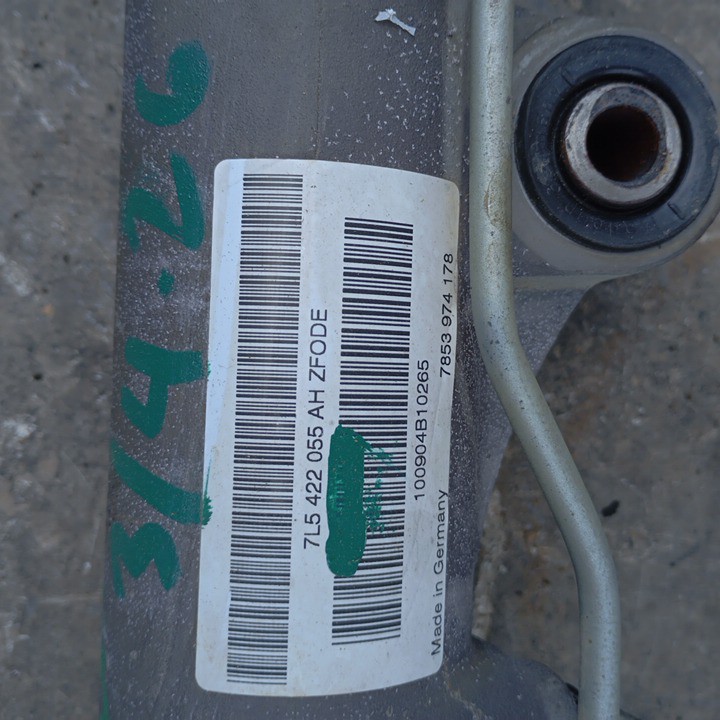 3/4.26
7L5 422 055 AH ZFODE
100904B10265
7853 974 178
Made in Germany